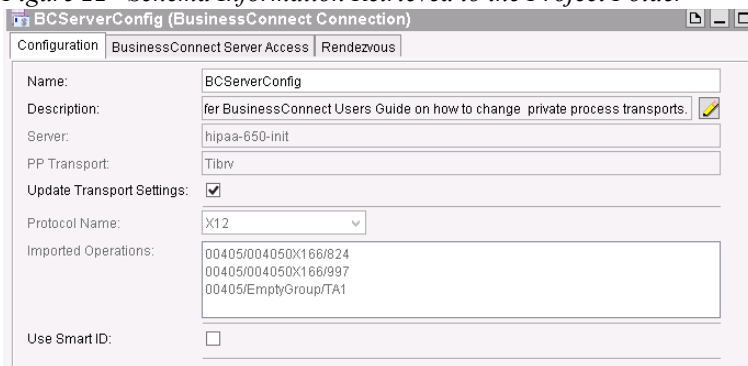 Figure 22 Schema Information Retrieved to the Project Folder
BCServerConfig (BusinessConnect Connection)
Configuration BusinessConnect Server Access Rendezvous
Name: BCServerConfig
Description: fer BusinessConnect Users Guide on how to change private process transports.
Server: hipaa-650-init
PP Transport: Tibrv
Update Transport Settings:
Protocol Name: X12
Imported Operations: 00405/004050X166/824
00405/004050X166/997
00405/EmptyGroup/TA1
Use Smart ID: